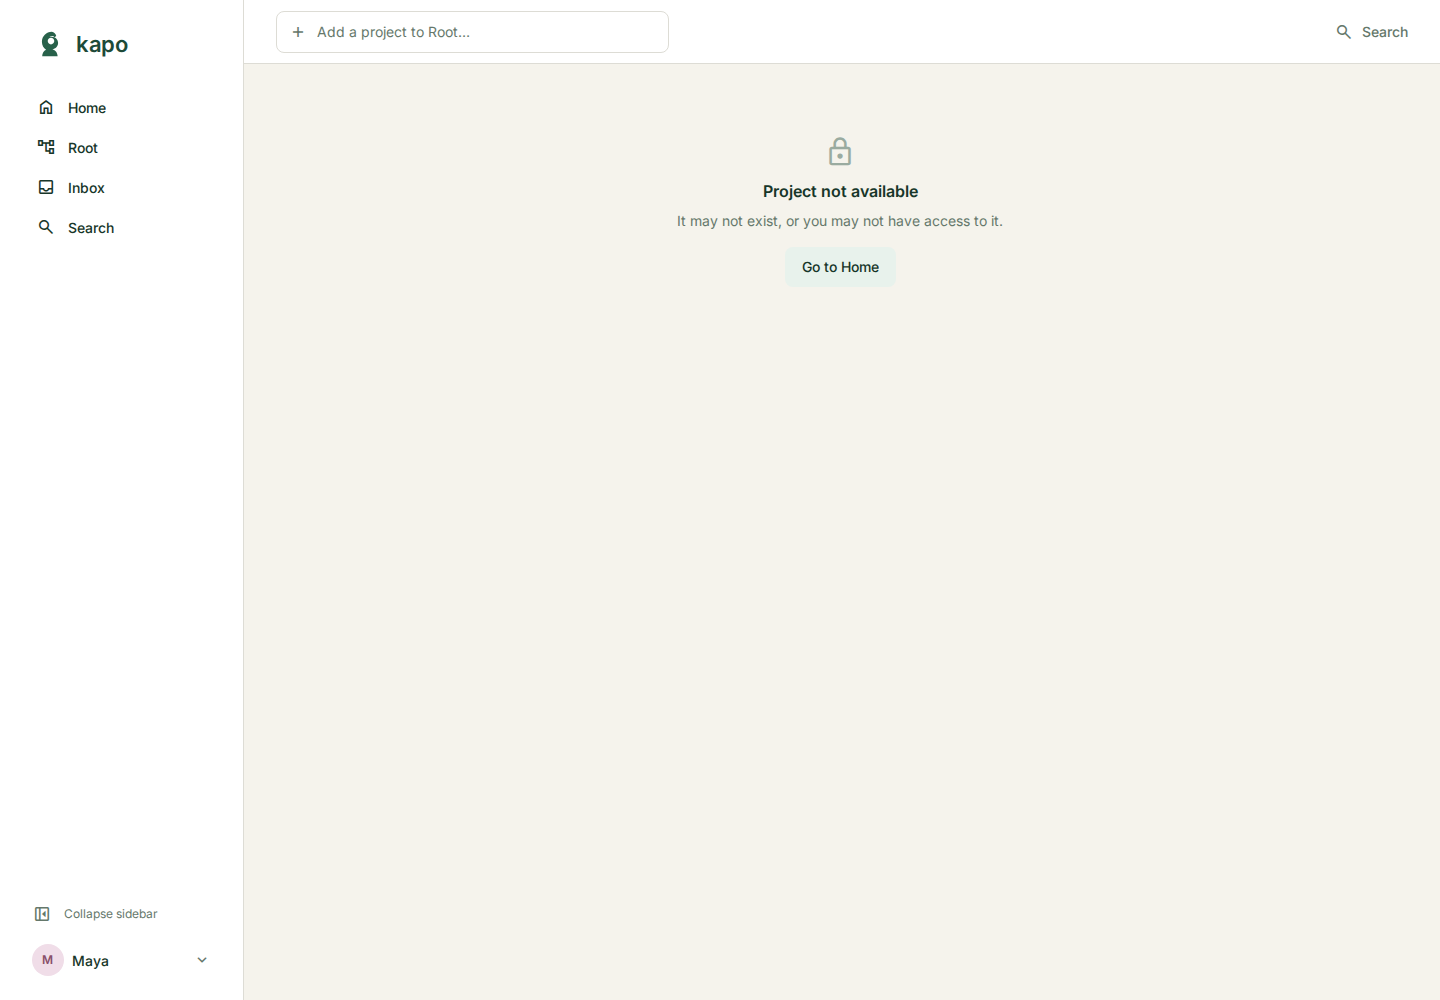 kapo
Home
Root
Inbox
Search
Collapse sidebar
M
Maya
Add a project to Root...
Search
Project not available
It may not exist, or you may not have access to it.
Go to Home